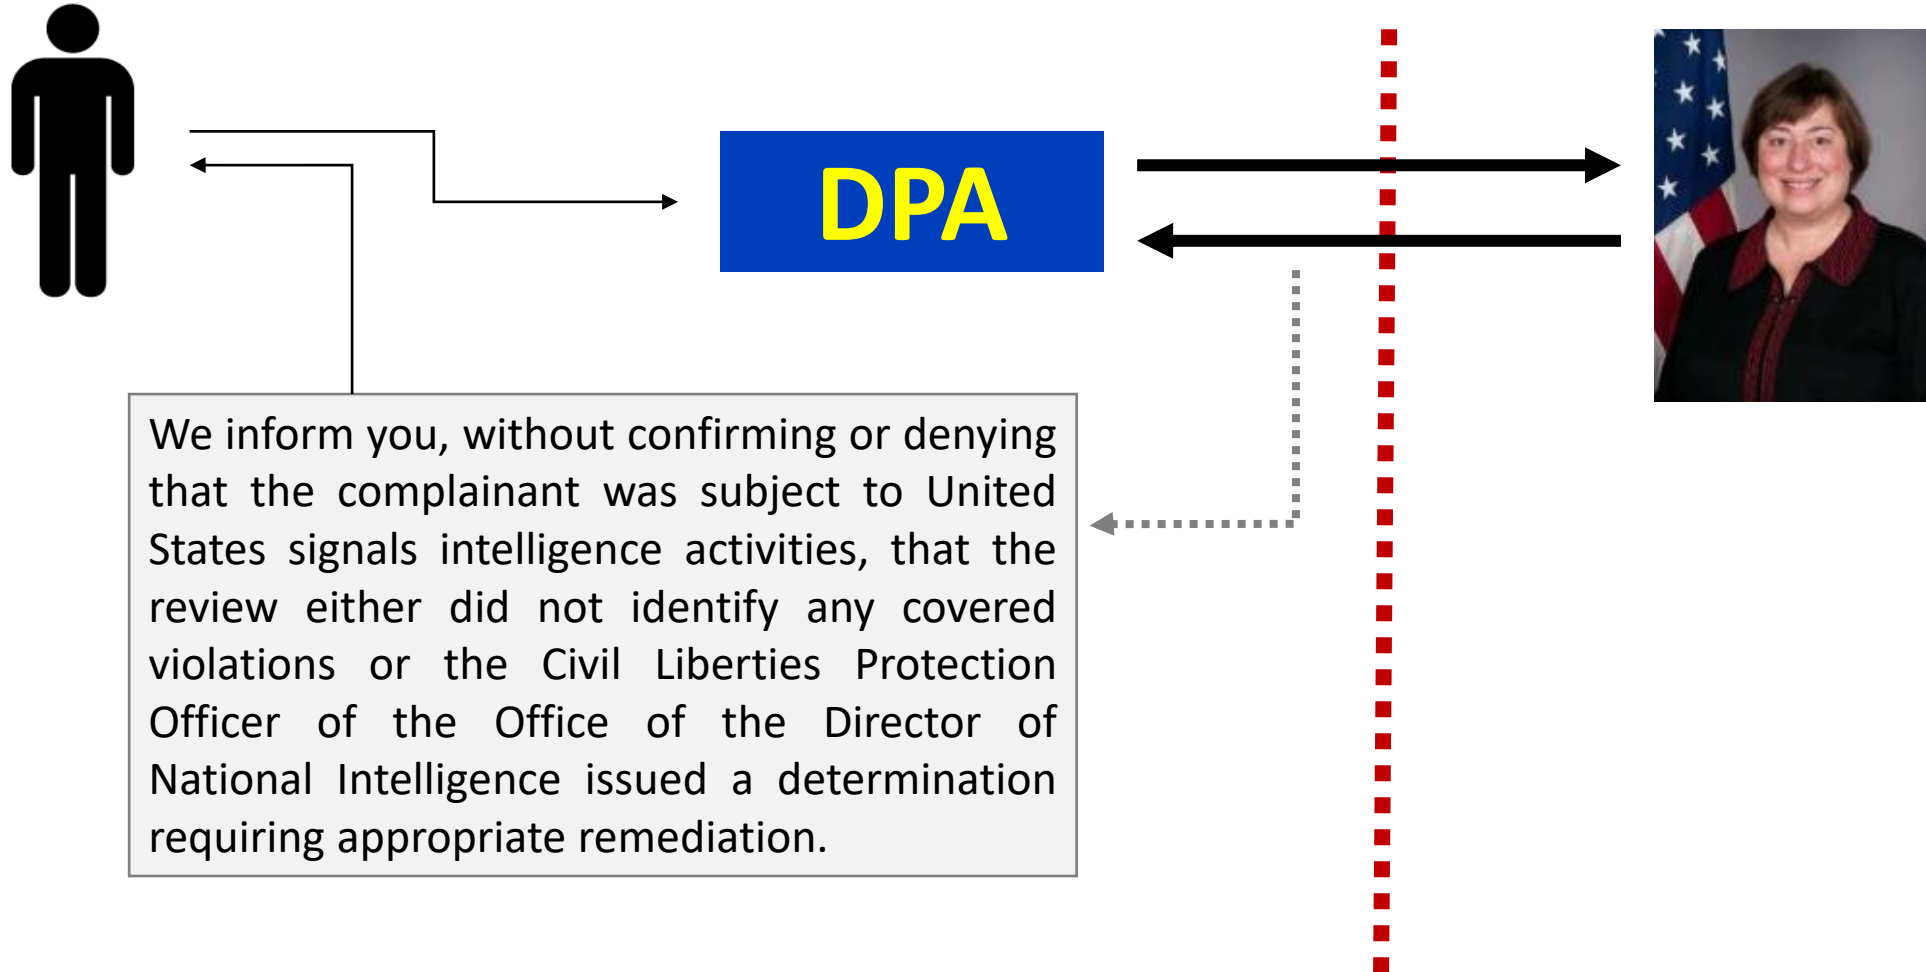 DPA
We inform you, without confirming or denying
that the complainant was subject to United
States signals intelligence activities, that the
review either did not identify any covered
violations or the Civil Liberties Protection
Officer of the Office of the Director of
National Intelligence issued a determination
requiring appropriate remediation.